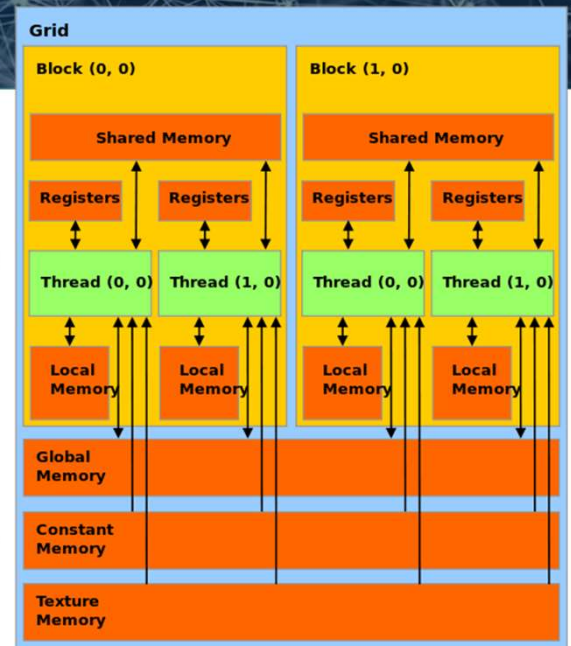 Grid
Block (0, 0)
Block (1, 0)
Shared Memory
Shared Memory
Registers
Registers
Registers
Registers
Thread (0, 0)
Thread (1, 0)
Thread (0, 0)
Thread (1, 0)
Local
Memory
Local
Memory
Local
Memory
Local
Memory
Global
Memory
Constant
Memory
Texture
Memory